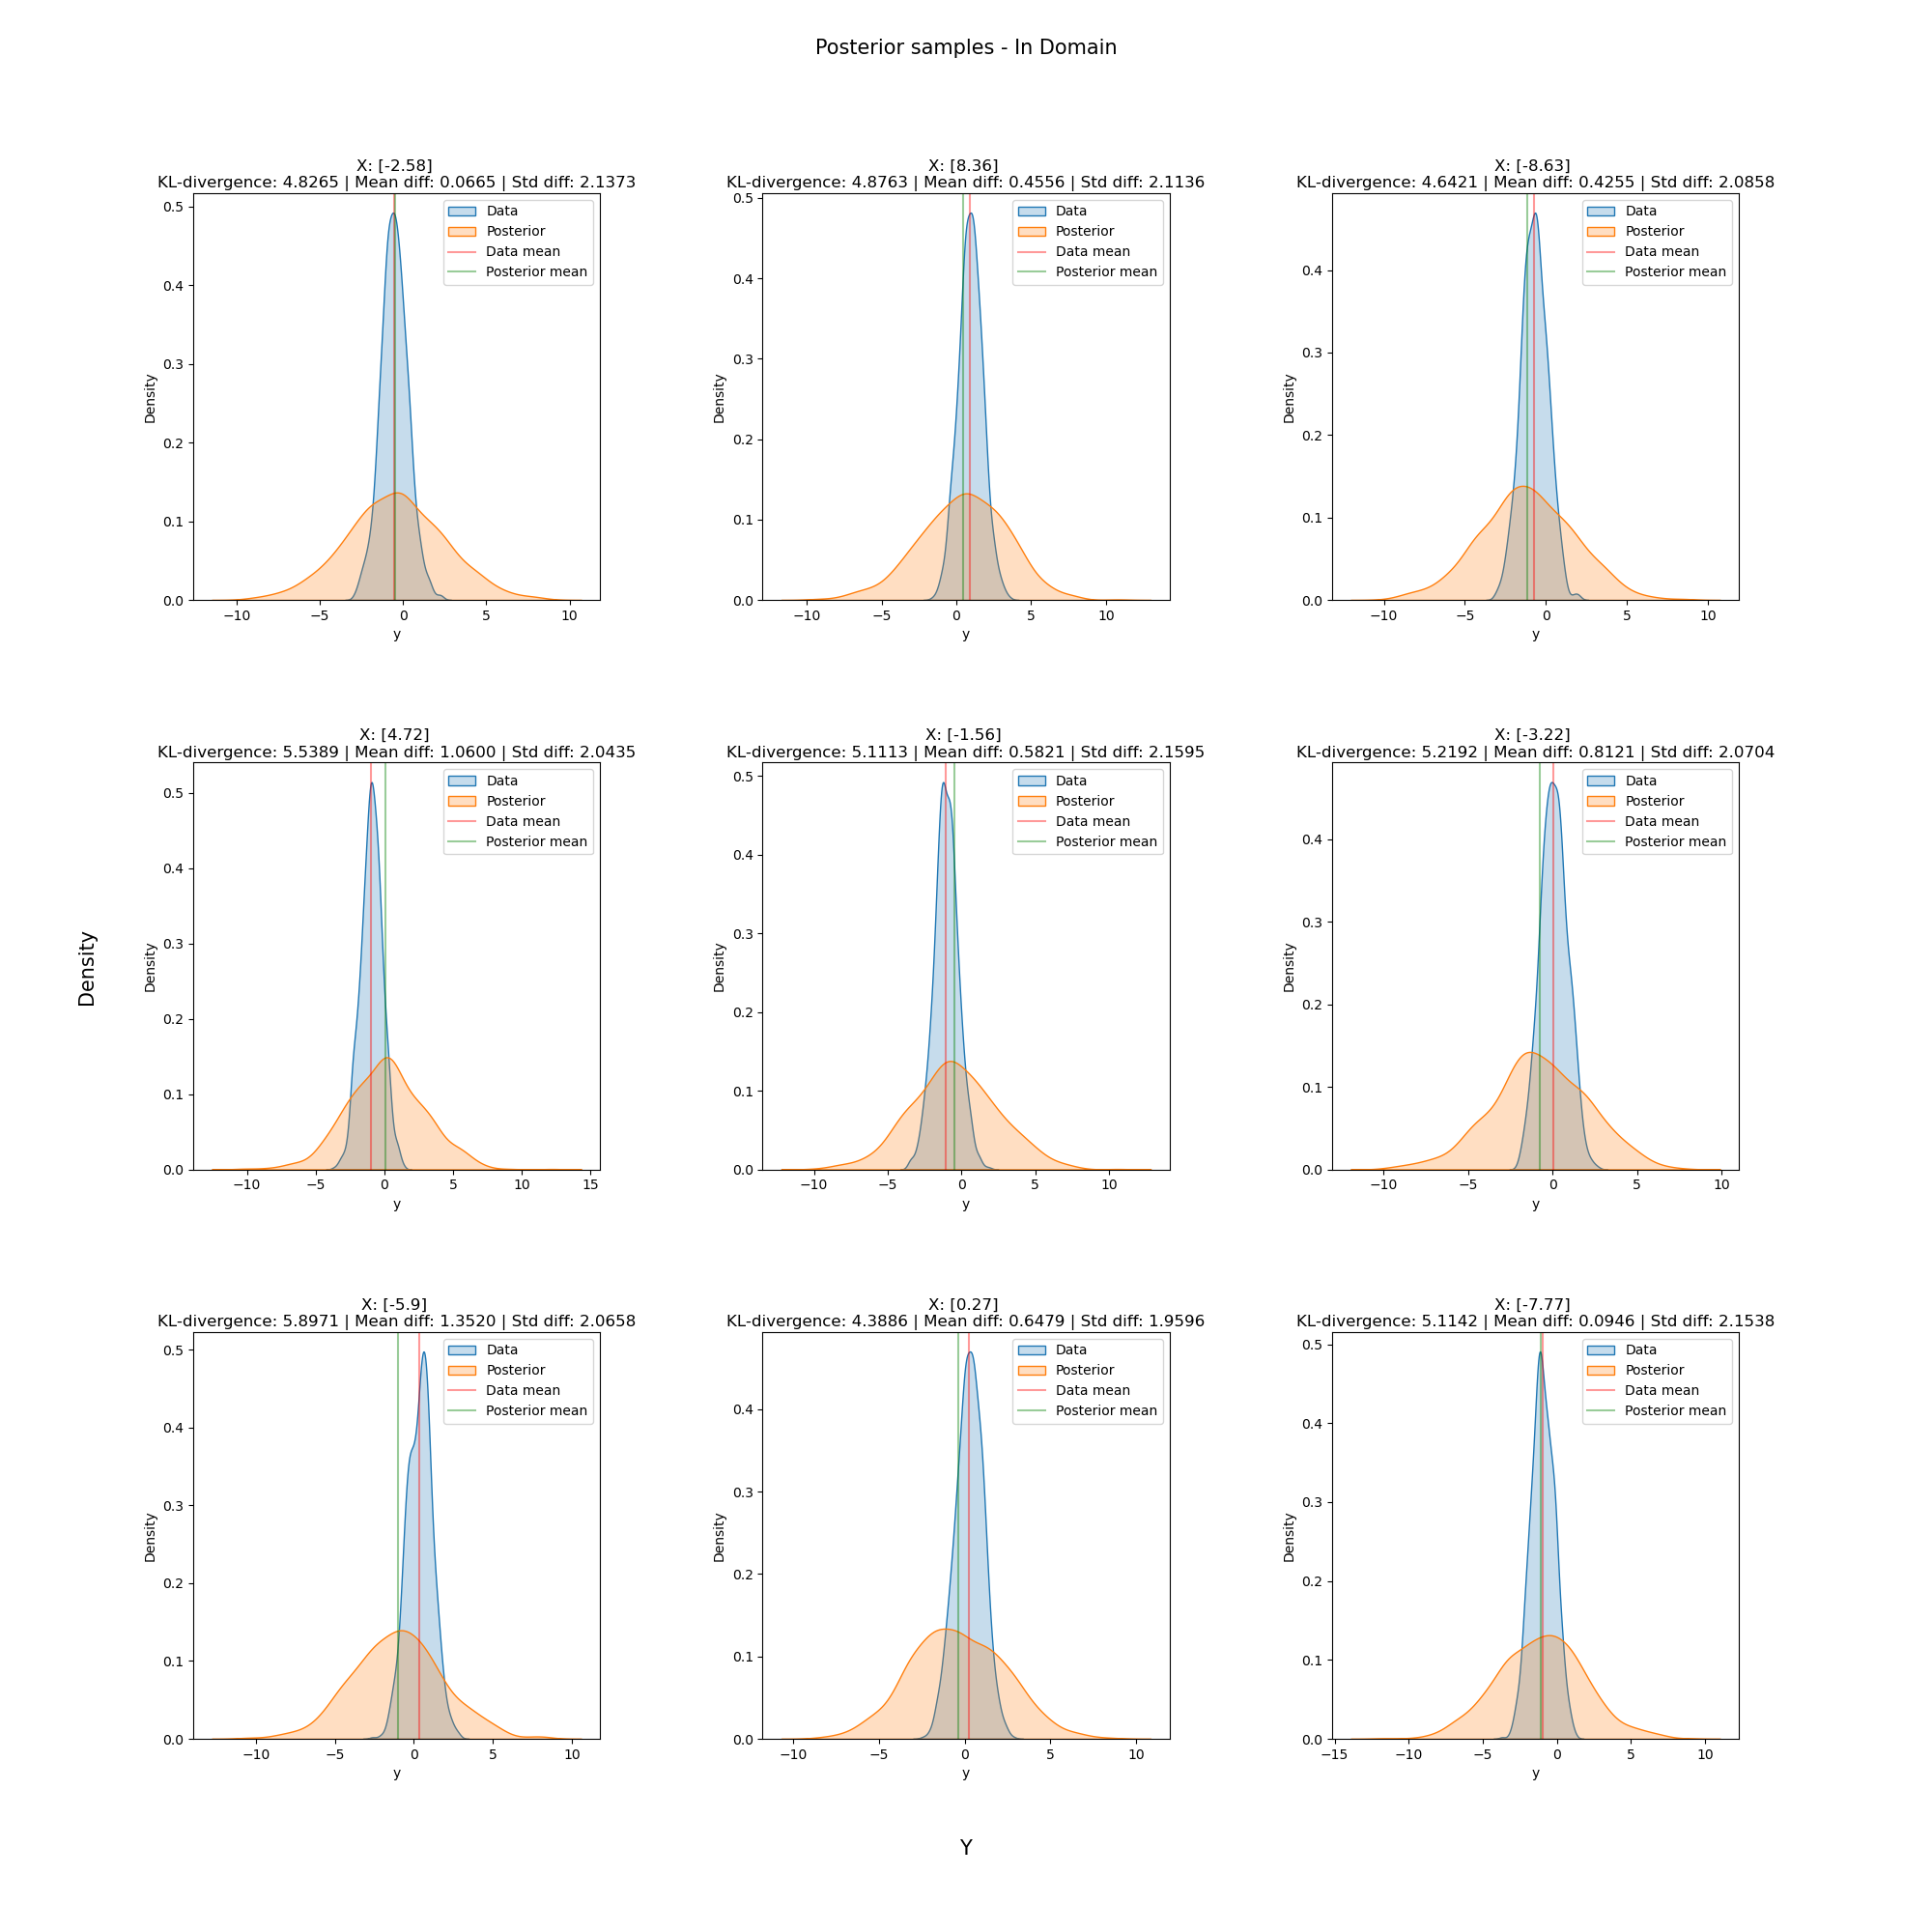 Posterior samples - In Domain
X: [-2.58]
KL-divergence: 4.8265 | Mean diff: 0.0665 | Std diff: 2.1373
Data
Posterior
Data mean
Posterior mean
0.5
0.4
0.3
0.2
0.1
0.0
Density
−10
−5
0
5
10
y
X: [8.36]
KL-divergence: 4.8763 | Mean diff: 0.4556 | Std diff: 2.1136
Data
Posterior
Data mean
Posterior mean
0.5
0.4
0.3
0.2
0.1
0.0
Density
−10
−5
0
5
10
y
X: [-8.63]
KL-divergence: 4.6421 | Mean diff: 0.4255 | Std diff: 2.0858
Data
Posterior
Data mean
Posterior mean
0.4
0.3
0.2
0.1
0.0
Density
−10
−5
0
5
10
y
Density
X: [4.72]
KL-divergence: 5.5389 | Mean diff: 1.0600 | Std diff: 2.0435
Data
Posterior
Data mean
Posterior mean
0.5
0.4
0.3
0.2
0.1
0.0
Density
−10
−5
0
5
10
15
y
X: [-1.56]
KL-divergence: 5.1113 | Mean diff: 0.5821 | Std diff: 2.1595
Data
Posterior
Data mean
Posterior mean
0.5
0.4
0.3
0.2
0.1
0.0
Density
−10
−5
0
5
10
y
X: [-3.22]
KL-divergence: 5.2192 | Mean diff: 0.8121 | Std diff: 2.0704
Data
Posterior
Data mean
Posterior mean
0.4
0.3
0.2
0.1
0.0
Density
−10
−5
0
5
10
y
X: [-5.9]
KL-divergence: 5.8971 | Mean diff: 1.3520 | Std diff: 2.0658
Data
Posterior
Data mean
Posterior mean
0.5
0.4
0.3
0.2
0.1
0.0
Density
−10
−5
0
5
10
y
X: [0.27]
KL-divergence: 4.3886 | Mean diff: 0.6479 | Std diff: 1.9596
Data
Posterior
Data mean
Posterior mean
0.4
0.3
0.2
0.1
0.0
Density
−10
−5
0
5
10
y
X: [-7.77]
KL-divergence: 5.1142 | Mean diff: 0.0946 | Std diff: 2.1538
Data
Posterior
Data mean
Posterior mean
0.5
0.4
0.3
0.2
0.1
0.0
Density
−15
−10
−5
0
5
10
y
Y